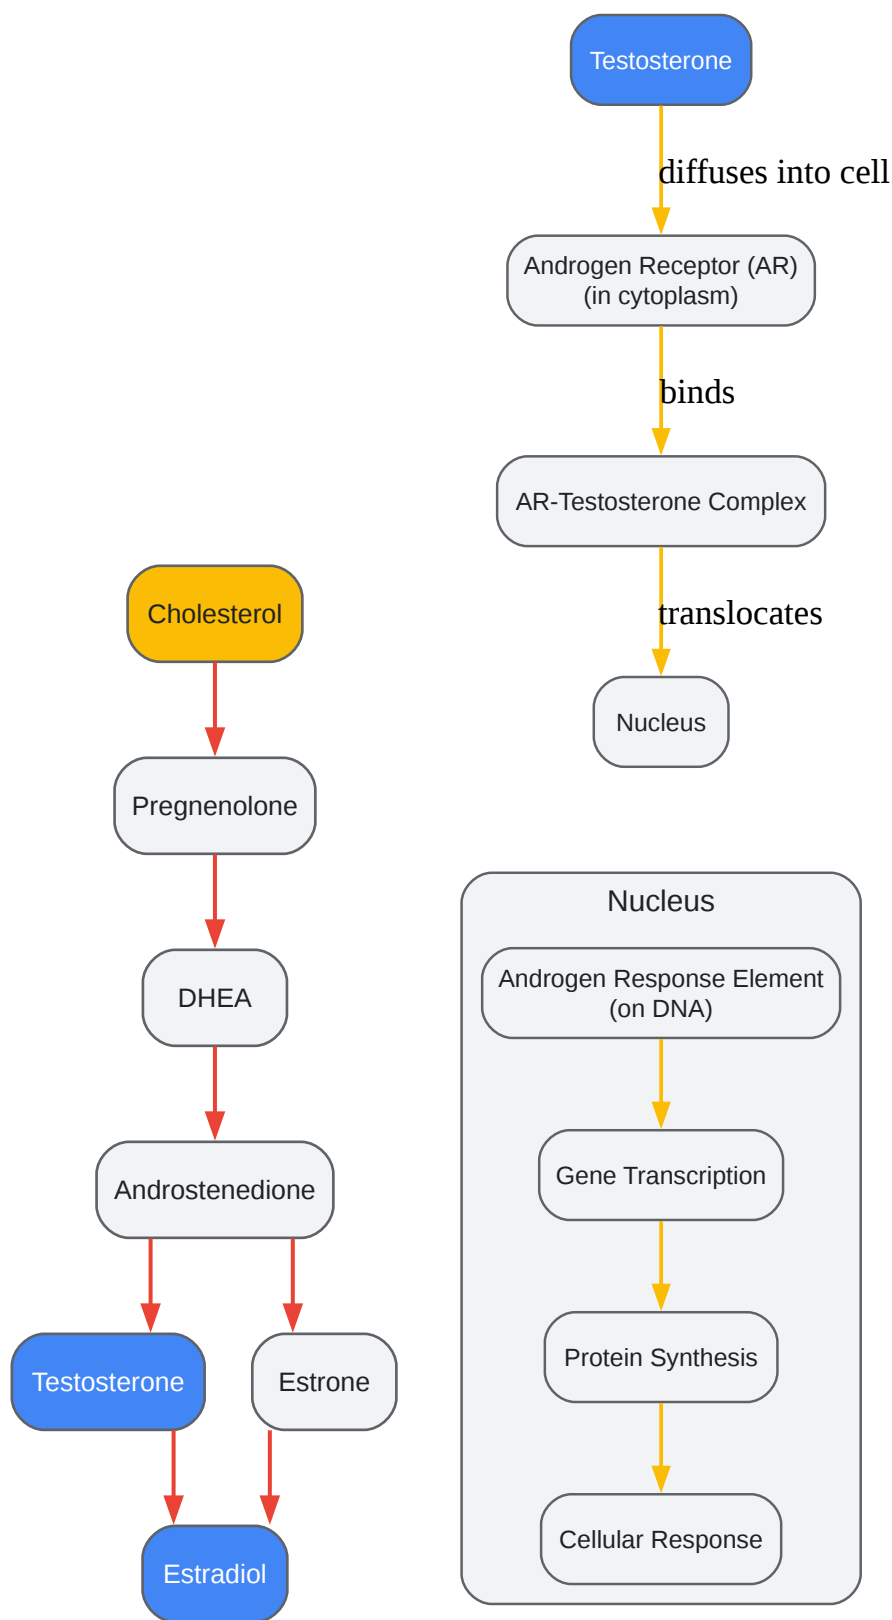 Testosterone
diffuses into cell
Androgen Receptor (AR)
(in cytoplasm)
binds
AR-Testosterone Complex
translocates
Nucleus
Cholesterol
Pregnenolone
DHEA
Androstenedione
Testosterone
Estrone
Estradiol
Nucleus
Androgen Response Element
(on DNA)
Gene Transcription
Protein Synthesis
Cellular Response